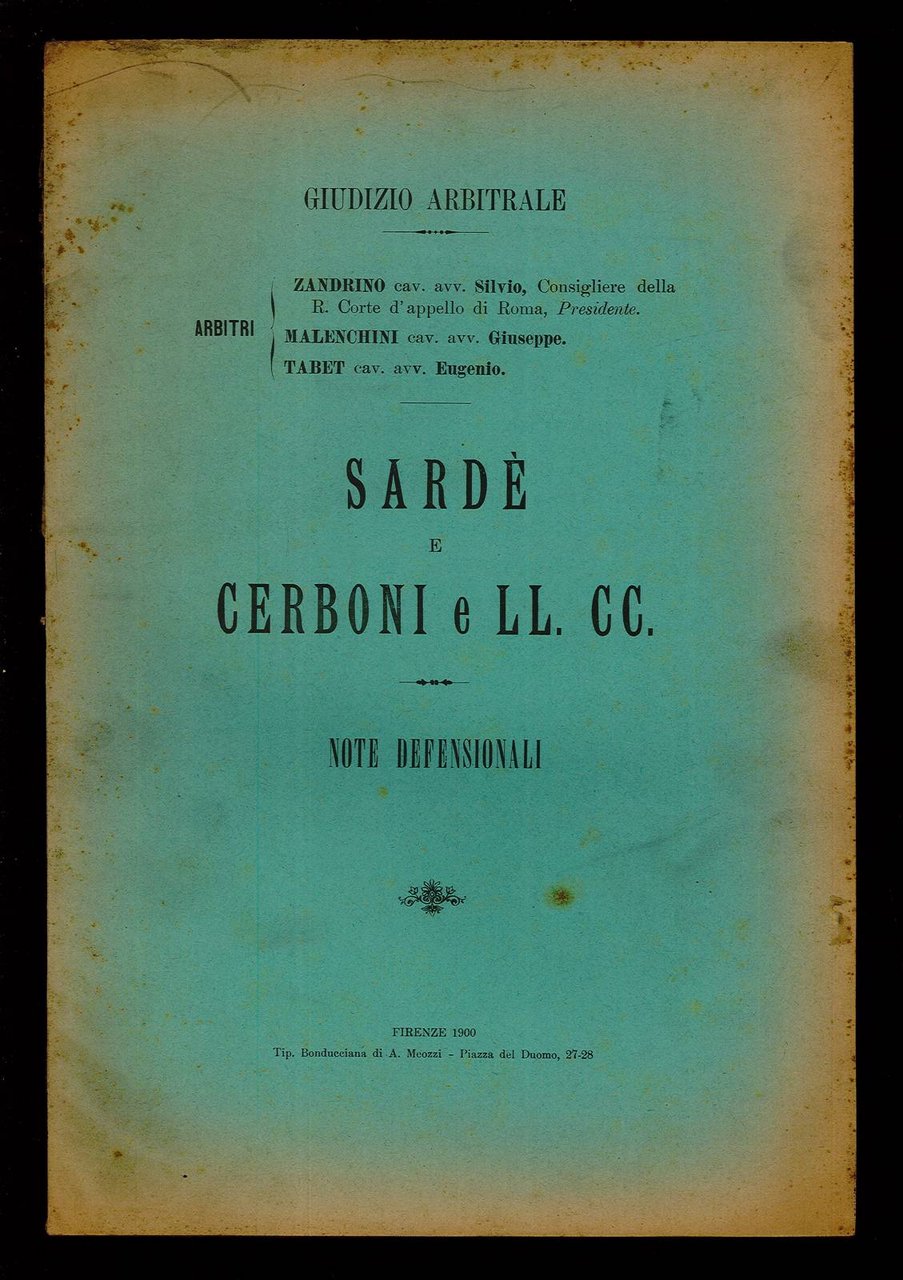 GIUDIZIO ARBITRALE
ARBITRI
ZANDRINO cav. avv. Silvio, Consigliere della
R. Corte d'appello di Roma, Presidente.
MALENCHINI cav. avv. Giuseppe.
TABET cav. avv. Eugenio.
SARDÈ
E
CERBONI e LL. CC.
NOTE DEFENSIONALI
FIRENZE 1900
Tip. Bonducciana di A. Meozzi - Piazza del Duomo, 27-28